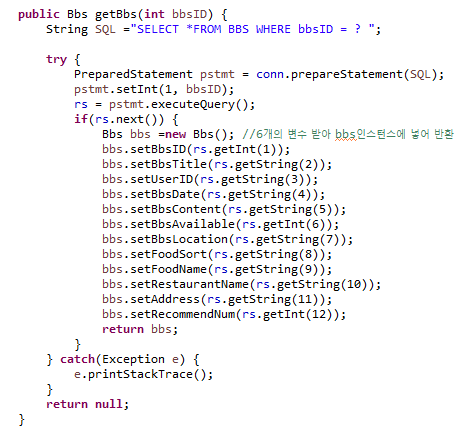 public Bbs getBbs(int bbsID) {
String SQL ="SELECT *FROM BBS WHERE bbsID = ? ";
try {
PreparedStatement pstmt = conn.prepareStatement(SQL);
pstmt.setInt(1, bbsID);
rs = pstmt.executeQuery();
if(rs.next()) {
Bbs bbs =new Bbs(); //6개의 변수 받아 bbs인스턴스에 넣어 반환
bbs.setBbsID(rs.getInt(1));
bbs.setBbsTitle(rs.getString(2));
bbs.setUserID(rs.getString(3));
bbs.setBbsDate(rs.getString(4));
bbs.setBbsContent(rs.getString(5));
bbs.setBbsAvailable(rs.getInt(6));
bbs.setBbsLocation(rs.getString(7));
bbs.setFoodSort(rs.getString(8));
bbs.setFoodName(rs.getString(9));
bbs.setRestaurantName(rs.getString(10));
bbs.setAddress(rs.getString(11));
bbs.setRecommendNum(rs.getInt(12));
return bbs;
}
} catch(Exception e) {
e.printStackTrace();
}
return null;
}